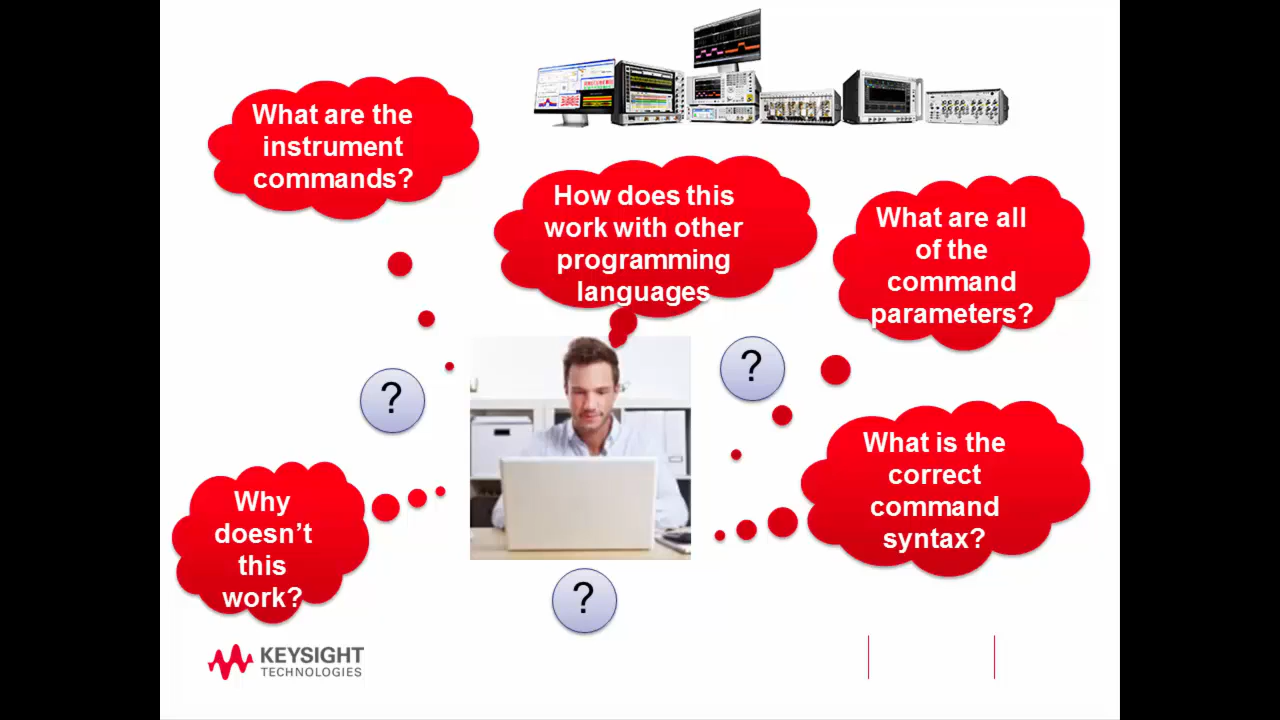 What are the
instrument
commands?
How does this
work with other
programming
languages
What are all
of the
command
parameters?
?
?
What is the
correct
command
syntax?
Why
doesn’t
this
work?
?
KEYSIGHT
TECHNOLOGIES